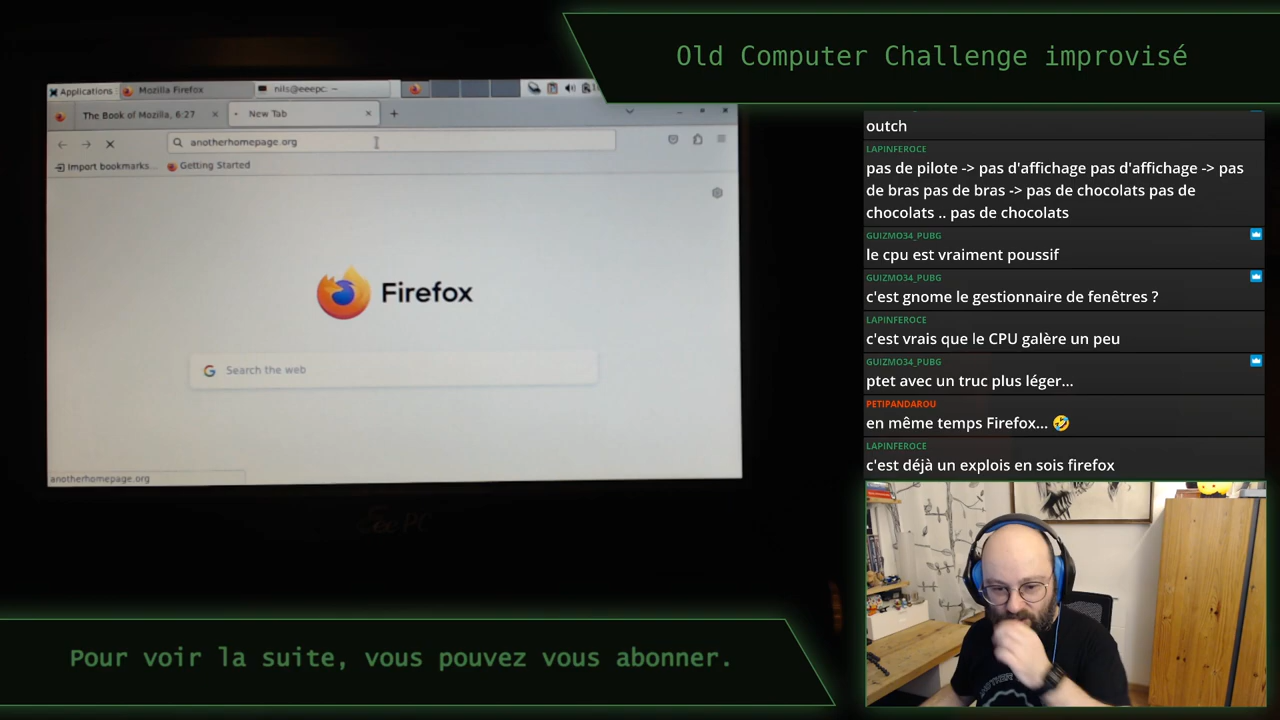 Old Computer Challenge improvisé
Applications Mozilla Firefox nils@eeepc: ~
The Book of Mozilla, 6:27 New Tab
anotherhomepage.org
Import bookmarks... Getting Started
Firefox
Search the web
anotherhomepage.org
Eee PC
outch
LAPINFEROCE
pas de pilote -> pas d'affichage pas d'affichage -> pas
de bras pas de bras -> pas de chocolats pas de
chocolats .. pas de chocolats
GUIZMO34_PUBG
le cpu est vraiment poussif
GUIZMO34_PUBG
c'est gnome le gestionnaire de fenêtres ?
LAPINFEROCE
c'est vrais que le CPU galère un peu
GUIZMO34_PUBG
ptet avec un truc plus léger...
PETIPANDAROU
en même temps Firefox... 🤣
LAPINFEROCE
c'est déjà un explois en sois firefox
Pour voir la suite, vous pouvez vous abonner.